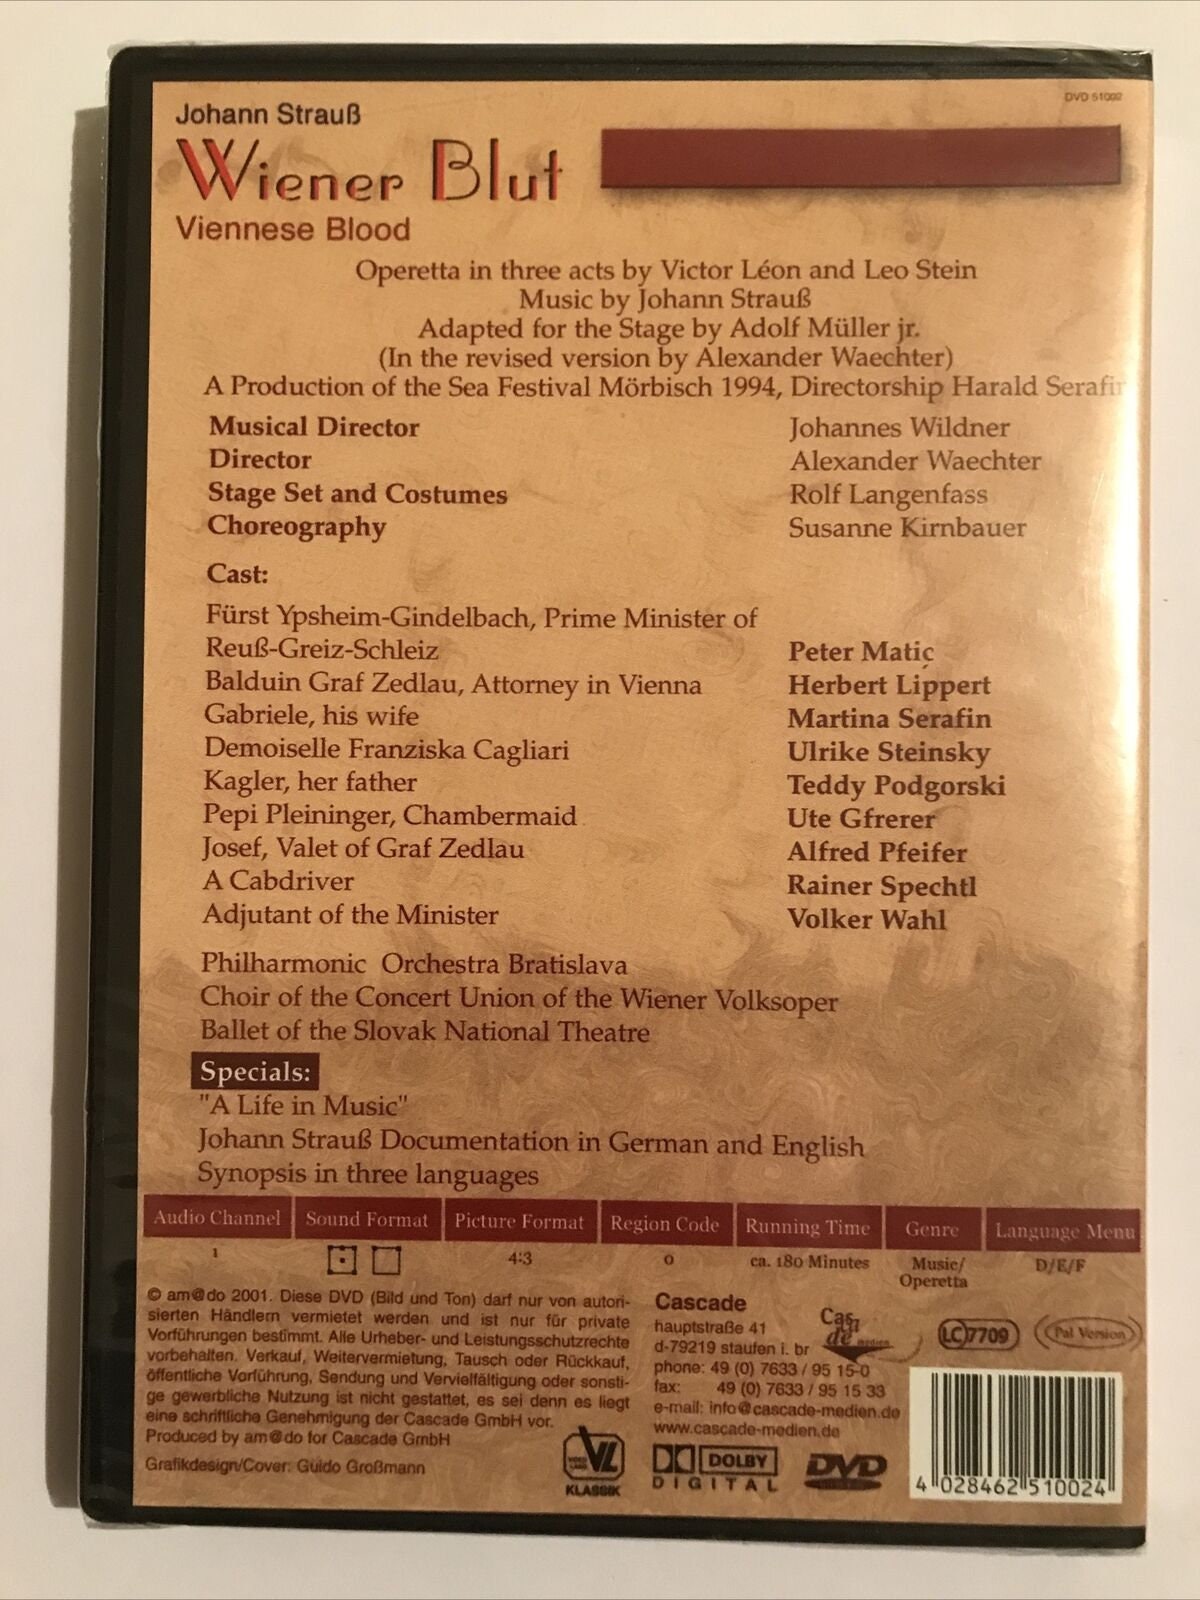 DVD 51002
Johann Strauß
Wiener Blut
Viennese Blood
Operetta in three acts by Victor Léon and Leo Stein
Music by Johann Strauß
Adapted for the Stage by Adolf Müller jr.
(In the revised version by Alexander Waechter)
A Production of the Sea Festival Mörbisch 1994, Directorship Harald Serafin
Musical Director Johannes Wildner
Director Alexander Waechter
Stage Set and Costumes Rolf Langenfass
Choreography Susanne Kirnbauer
Cast:
Fürst Ypsheim-Gindelbach, Prime Minister of
Reuß-Greiz-Schleiz Peter Matić
Balduin Graf Zedlau, Attorney in Vienna Herbert Lippert
Gabriele, his wife Martina Serafin
Demoiselle Franziska Cagliari Ulrike Steinsky
Kagler, her father Teddy Podgorski
Pepi Pleininger, Chambermaid Ute Gfrerer
Josef, Valet of Graf Zedlau Alfred Pfeifer
A Cabdriver Rainer Spechtl
Adjutant of the Minister Volker Wahl
Philharmonic Orchestra Bratislava
Choir of the Concert Union of the Wiener Volksoper
Ballet of the Slovak National Theatre
Specials:
"A Life in Music"
Johann Strauß Documentation in German and English
Synopsis in three languages
Audio Channel Sound Format Picture Format Region Code Running Time Genre Language Menu
1 4:3 0 ca. 180 Minutes Music/ D/E/F
Operetta
© am@do 2001. Diese DVD (Bild und Ton) darf nur von autori-
sierten Händlern vermietet werden und ist nur für private
Vorführungen bestimmt. Alle Urheber- und Leistungsschutzrechte
vorbehalten. Verkauf, Weitervermietung, Tausch oder Rückkauf,
öffentliche Vorführung, Sendung und Vervielfältigung oder sonsti-
ge gewerbliche Nutzung ist nicht gestattet, es sei denn es liegt
eine schriftliche Genehmigung der Cascade GmbH vor.
Produced by am@do for Cascade GmbH
Grafikdesign/Cover: Guido Großmann
VL
KLASSIK
Cascade
hauptstraße 41
d-79219 staufen i. br
phone: 49 (0) 7633 / 95 15-0
fax: 49 (0) 7633 / 95 15 33
e-mail: info@cascade-medien.de
www.cascade-medien.de
DOLBY
DIGITAL
DVD
Cascade medien
LC 7709
Pal Version
4 028462 510024